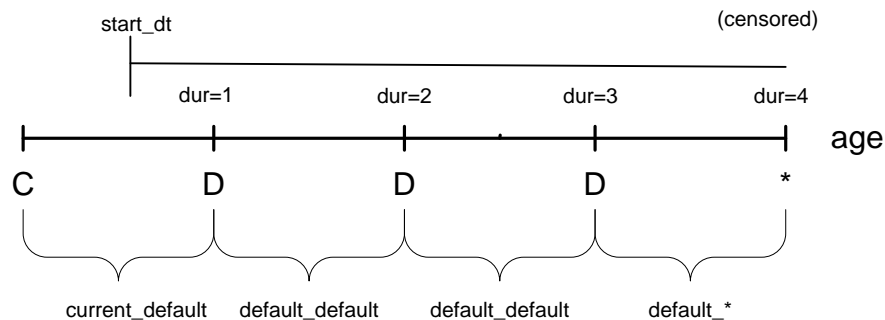 start_dt
(censored)
dur=1 dur=2 dur=3 dur=4
age
C D D D *
current_default default_default default_default default_*